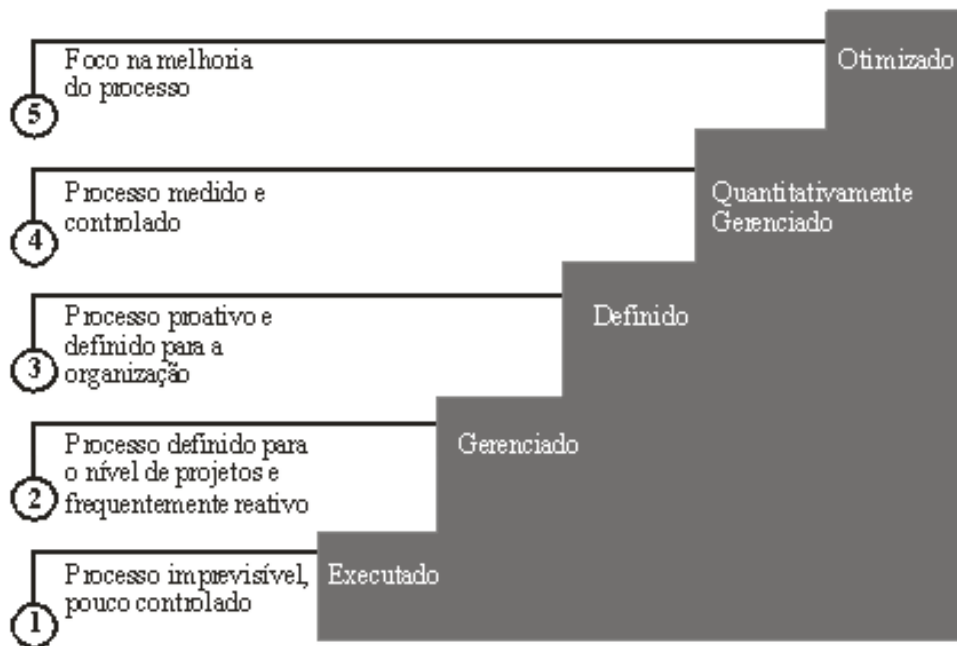 Foco na melhoria
do processo
5
Otimizado
Processo medido e
controlado
4
Quantitativamente
Gerenciado
Processo proativo e
definido para a
organização
3
Definido
Processo definido para
o nível de projetos e
frequentemente reativo
2
Gerenciado
Processo imprevisível,
pouco controlado
1
Executado